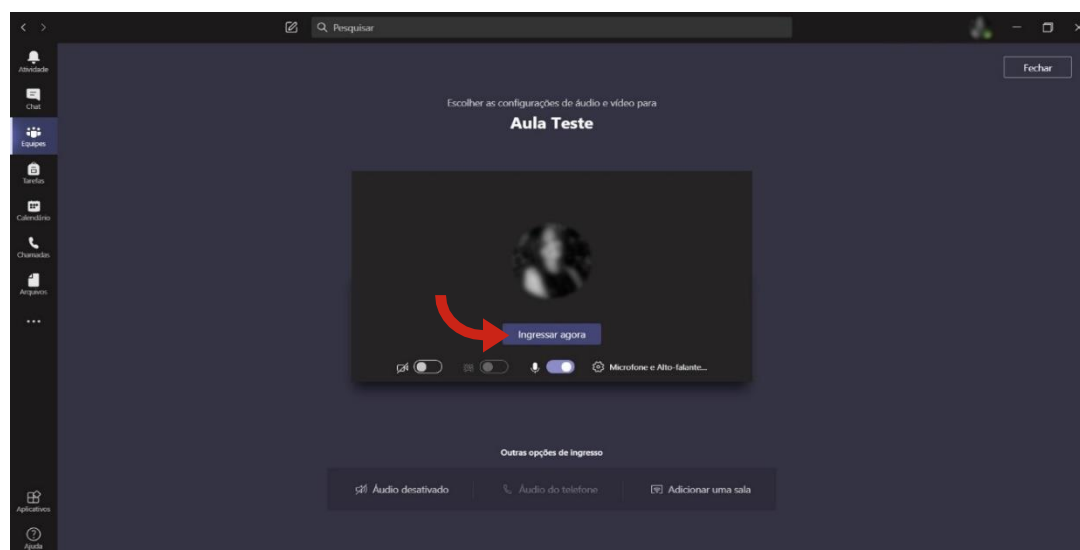 Pesquisar
Atividade
Chat
Equipes
Tarefas
Calendário
Chamadas
Arquivos
Aplicativos
Ajuda
Fechar
Escolher as configurações de áudio e vídeo para
Aula Teste
Ingressar agora
Microfone e Alto-falante...
Outras opções de ingresso
Áudio desativado
Áudio do telefone
Adicionar uma sala